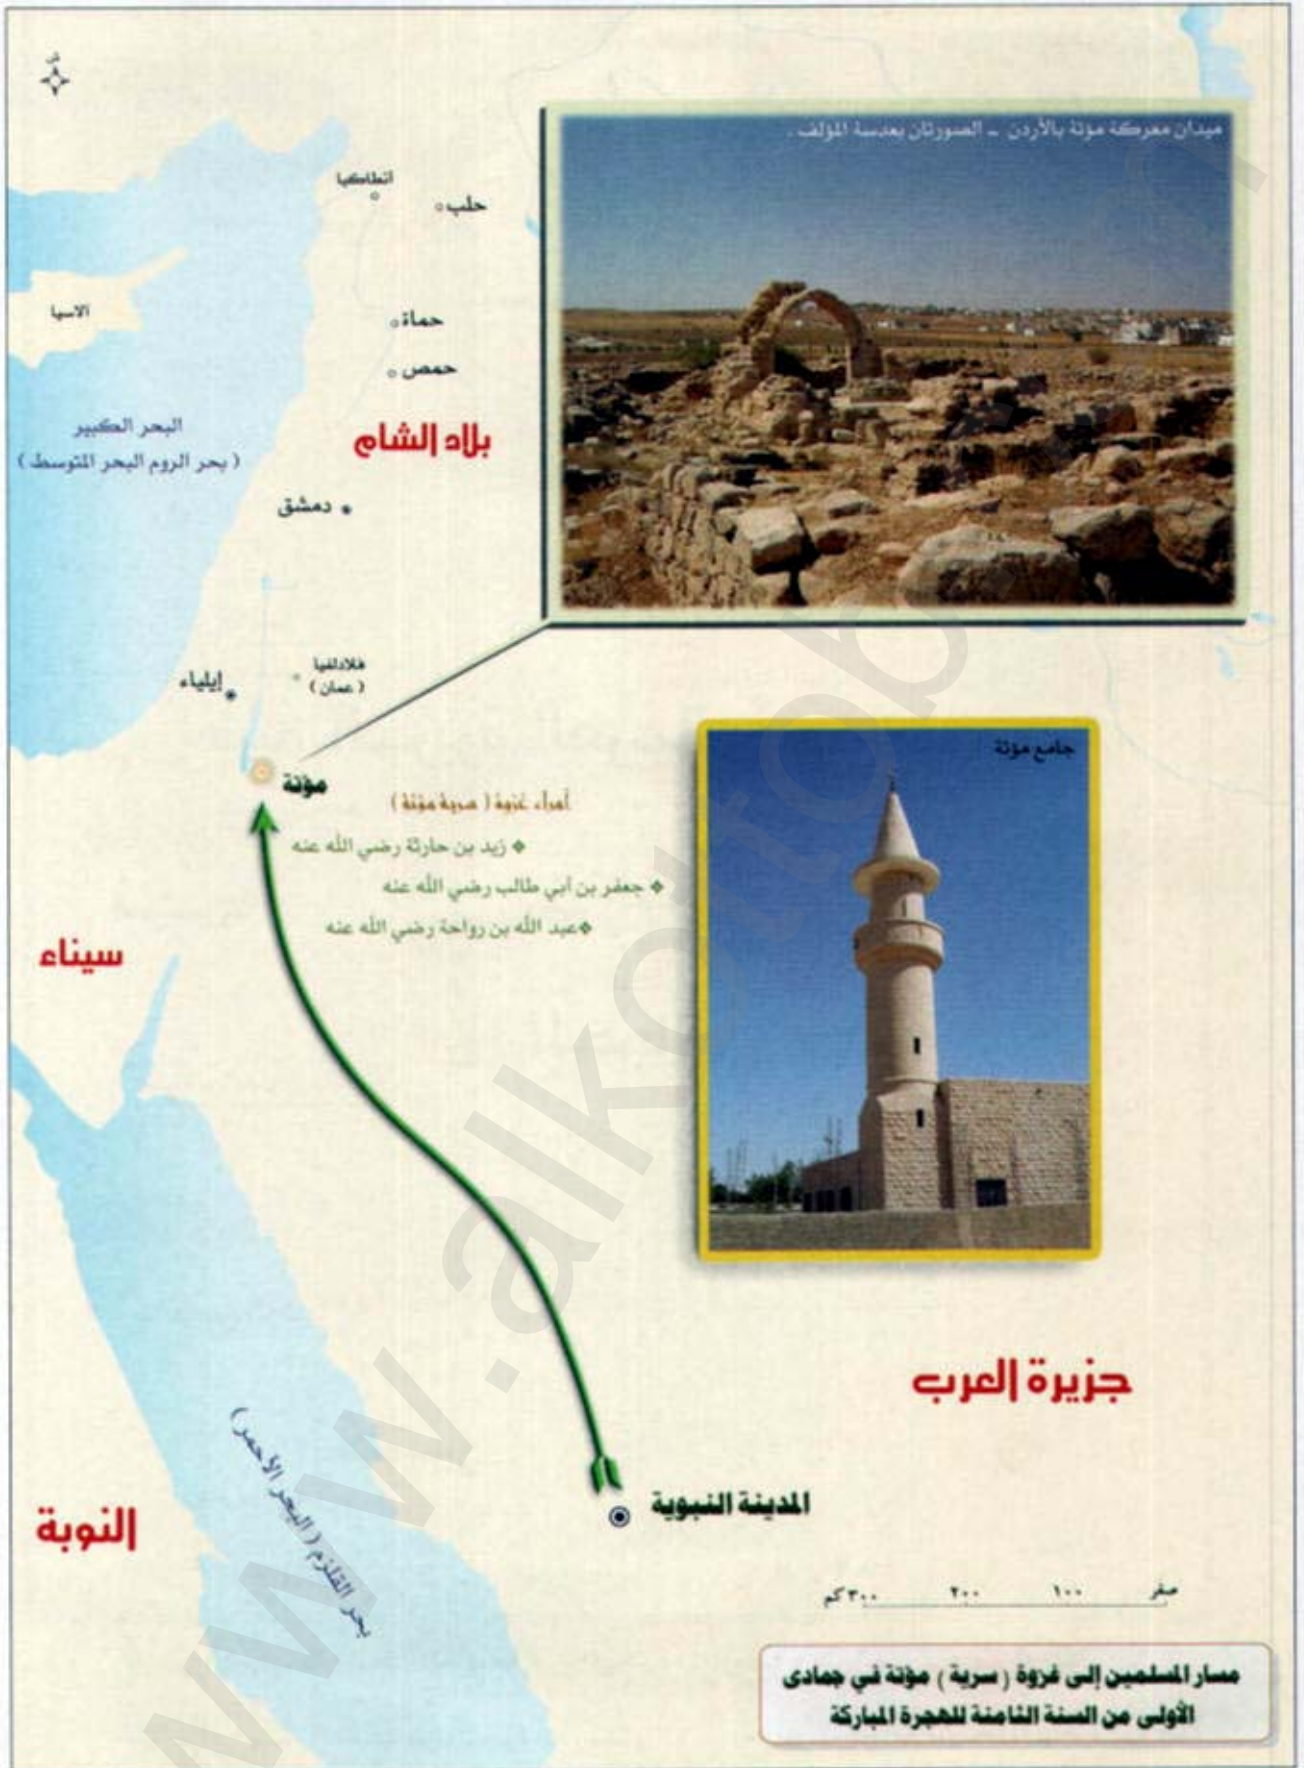 ش
ميدان معركة مؤتة بالأردن - الصورتان بعدسة المؤلف .
انطاكيا
حلب
الاسيا
حماة
حمص
البحر الكبير
( بحر الروم البحر المتوسط )
بلاد الشام
دمشق
فلادلفيا
( عمان )
إيلياء
جامع مؤتة
مؤتة
أمراء غزوة ( سرية مؤتة )
❖ زيد بن حارثة رضي الله عنه
❖ جعفر بن أبي طالب رضي الله عنه
❖عبد الله بن رواحة رضي الله عنه
سيناء
جزيرة العرب
بحر القلزم ( البحر الأحمر )
المدينة النبوية
النوبة
صفر ١٠٠ ٢٠٠ ٣٠٠ كم
مسار المسلمين إلى غزوة ( سرية ) مؤتة في جمادى
الأولى من السنة الثامنة للهجرة المباركة